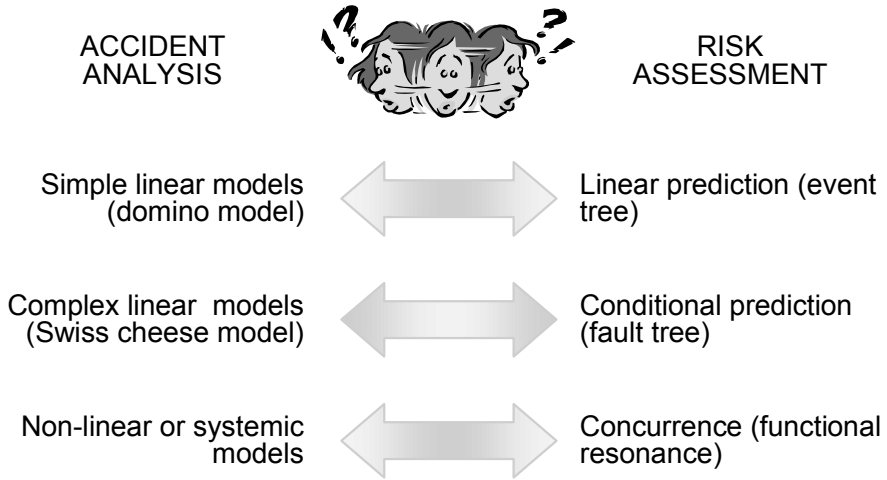 ACCIDENT
ANALYSIS
!?
?!
RISK
ASSESSMENT
Simple linear models
(domino model)
Linear prediction (event
tree)
Complex linear models
(Swiss cheese model)
Conditional prediction
(fault tree)
Non-linear or systemic
models
Concurrence (functional
resonance)